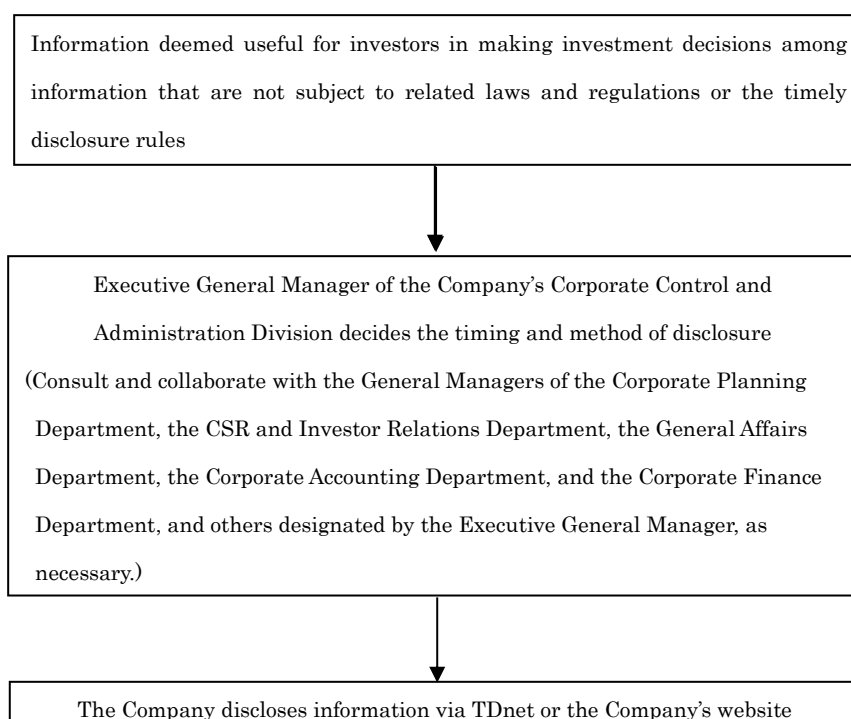 Information deemed useful for investors in making investment decisions among
information that are not subject to related laws and regulations or the timely
disclosure rules
Executive General Manager of the Company's Corporate Control and
Administration Division decides the timing and method of disclosure
(Consult and collaborate with the General Managers of the Corporate Planning
Department, the CSR and Investor Relations Department, the General Affairs
Department, the Corporate Accounting Department, and the Corporate Finance
Department, and others designated by the Executive General Manager, as
necessary.)
The Company discloses information via TDnet or the Company's website